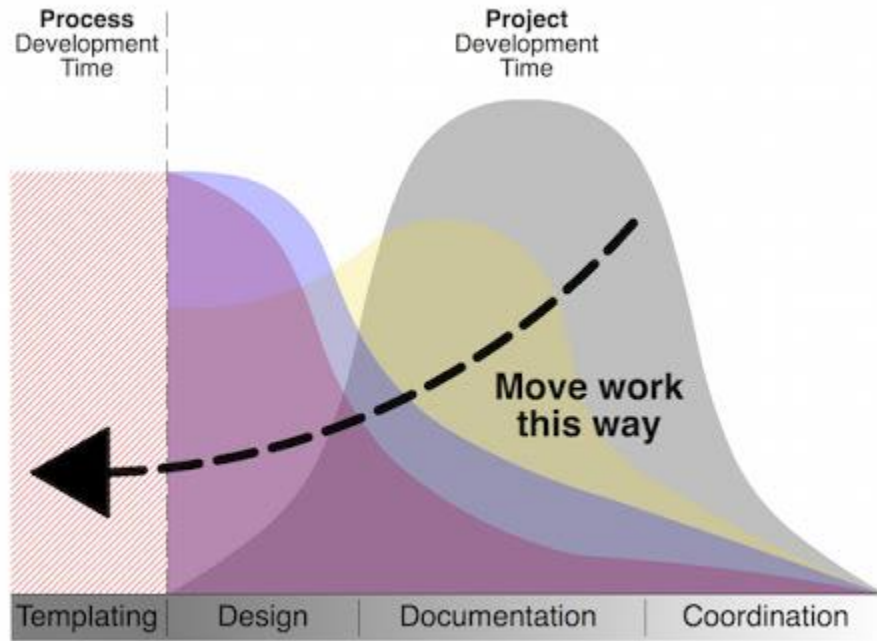 Process
Development
Time
Project
Development
Time
Move work
this way
Templating
Design
Documentation
Coordination